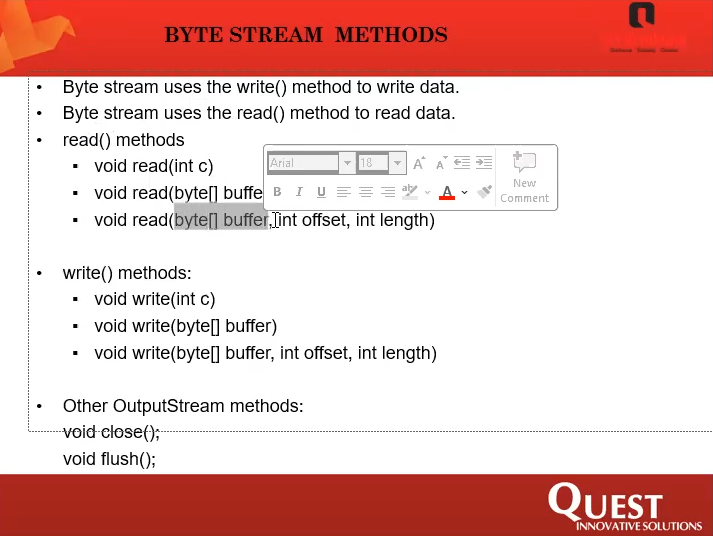 BYTE STREAM METHODS
• Byte stream uses the write() method to write data.
• Byte stream uses the read() method to read data.
• read() methods
▪ void read(int c)
▪ void read(byte[] buffe
▪ void read(byte[] buffer, int offset, int length)
Arial 18
B I U A
New
Comment
• write() methods:
▪ void write(int c)
▪ void write(byte[] buffer)
▪ void write(byte[] buffer, int offset, int length)
• Other OutputStream methods:
void close();
void flush();
QUEST
INNOVATIVE SOLUTIONS